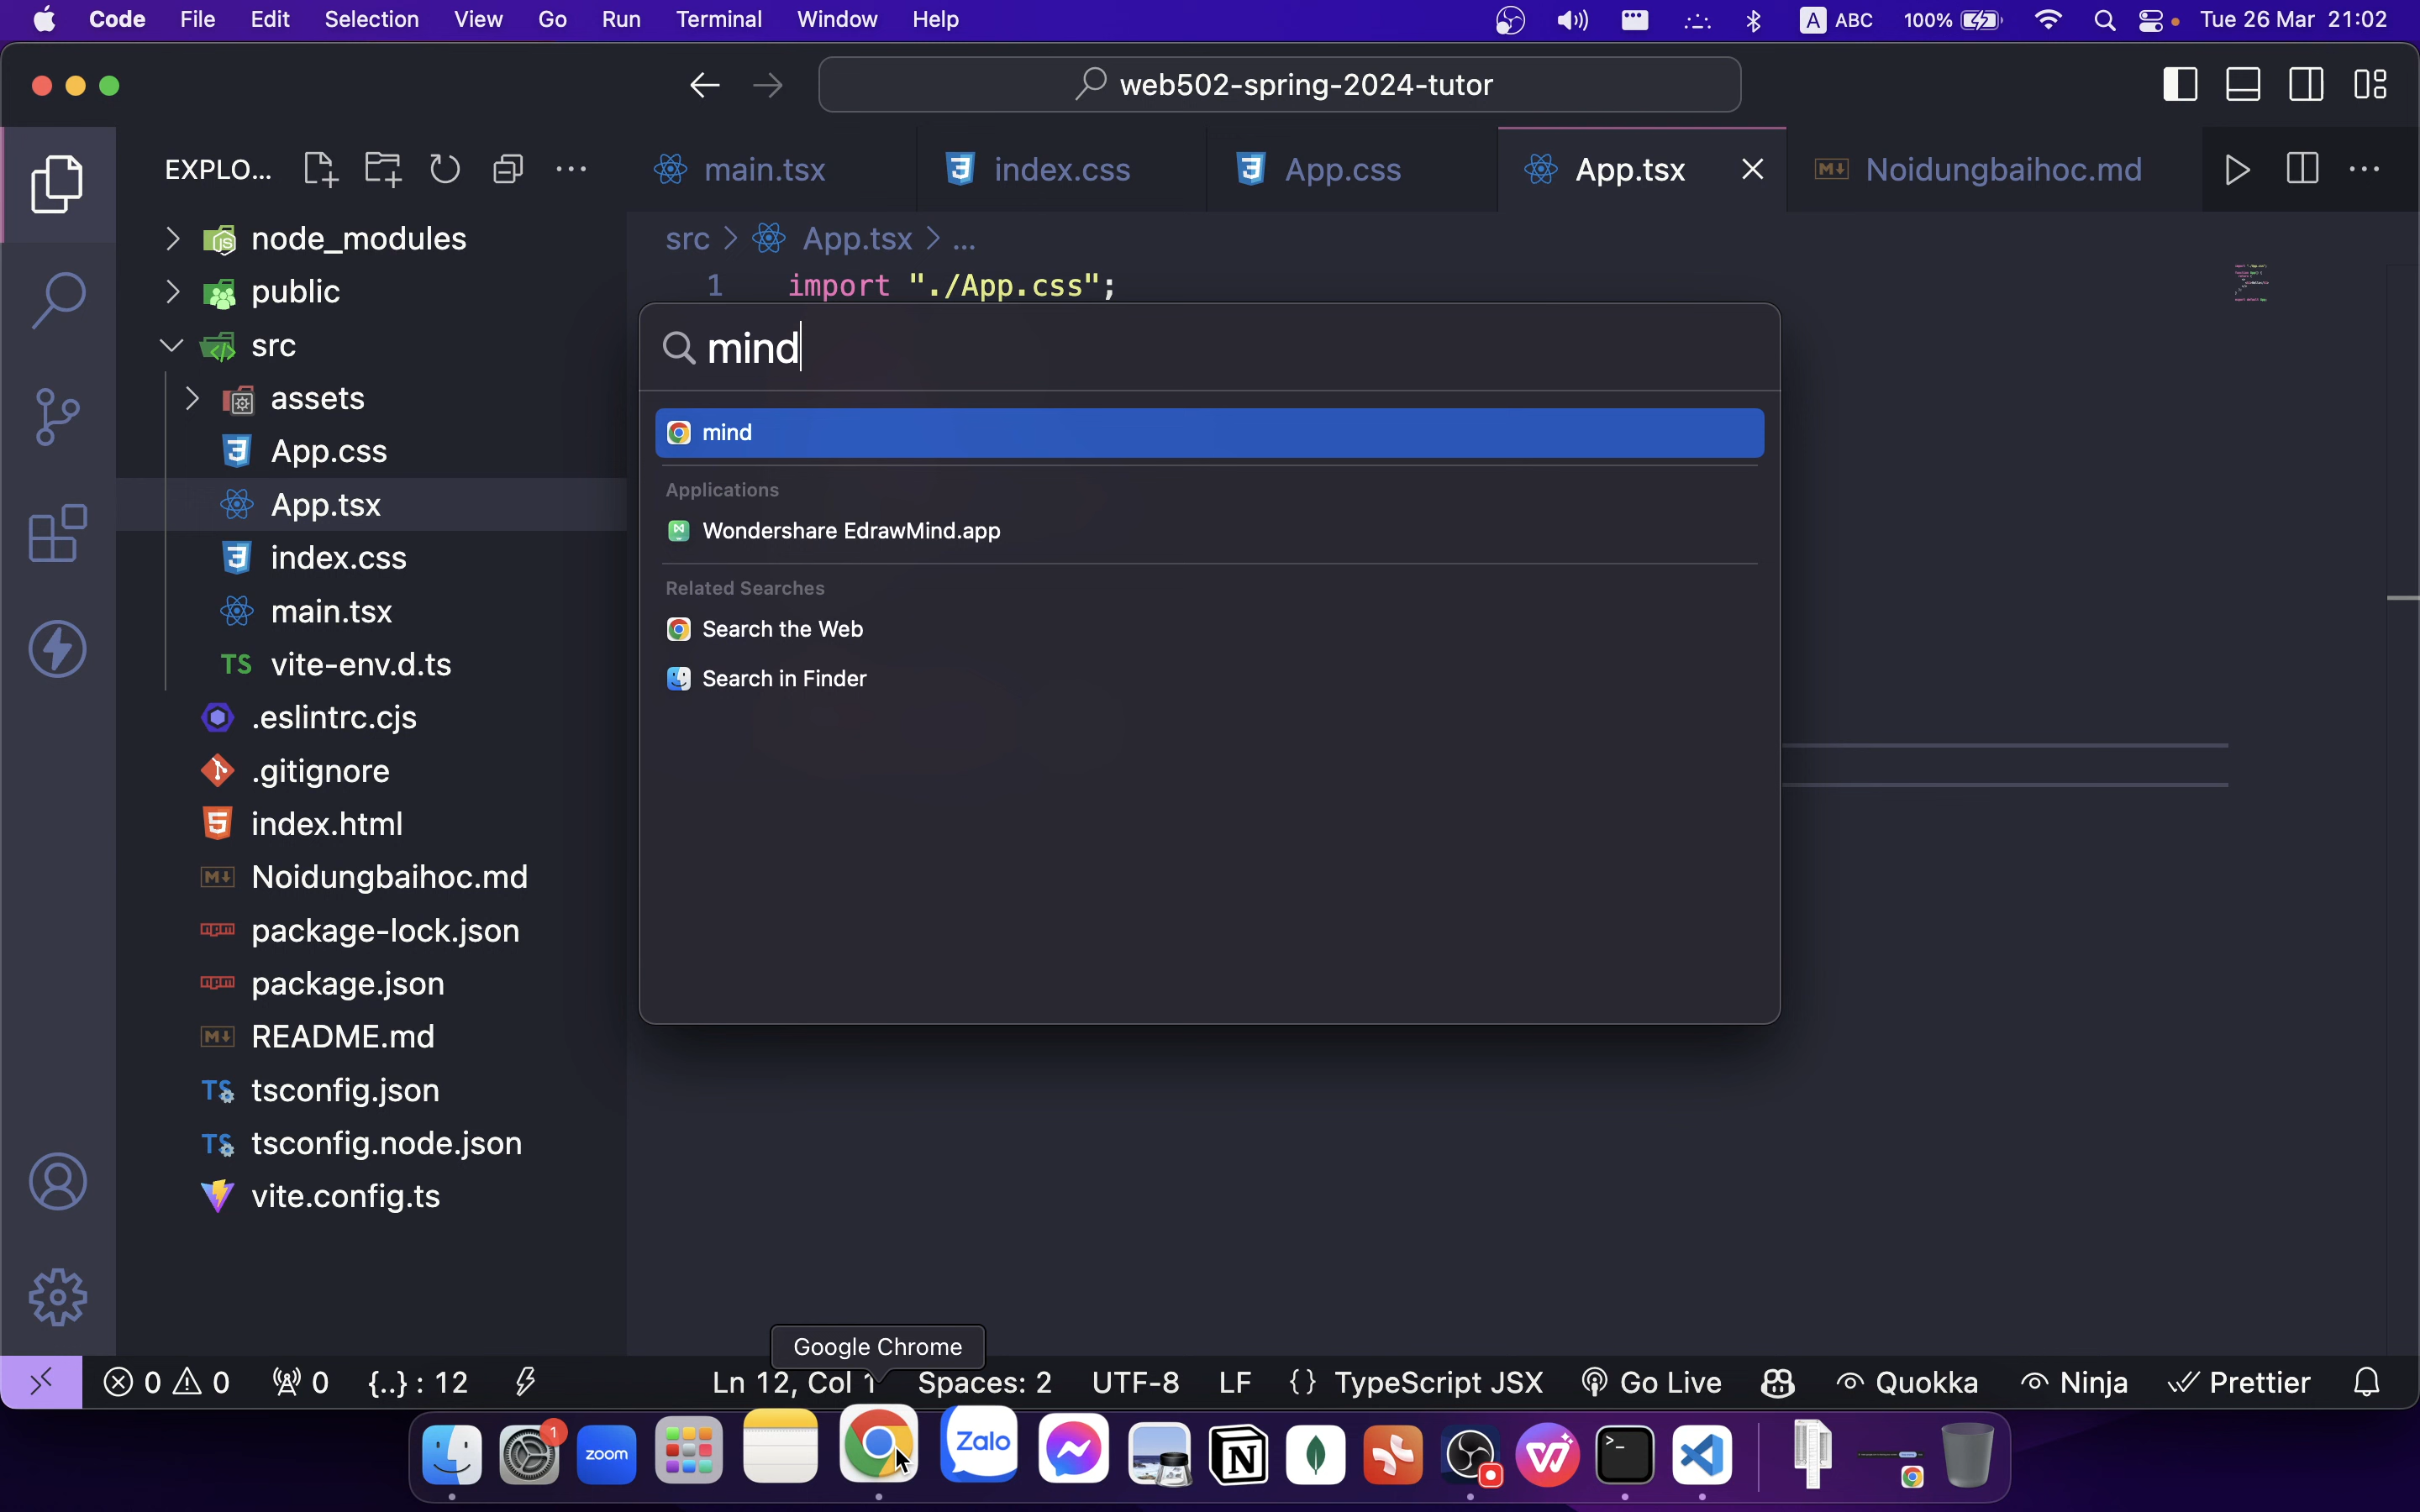 Code File Edit Selection View Go Run Terminal Window Help A ABC 100% Tue 26 Mar 21:02
web502-spring-2024-tutor
EXPLO...
main.tsx
index.css
App.css
App.tsx
Noidungbaihoc.md
node_modules
public
src
assets
App.css
App.tsx
index.css
main.tsx
TS vite-env.d.ts
.eslintrc.cjs
.gitignore
index.html
Noidungbaihoc.md
package-lock.json
package.json
README.md
tsconfig.json
tsconfig.node.json
vite.config.ts
src > App.tsx > ...
1 import "./App.css";
mind
mind
Applications
Wondershare EdrawMind.app
Related Searches
Search the Web
Search in Finder
Google Chrome
0 0 0 {..} : 12 Ln 12, Col 1 Spaces: 2 UTF-8 LF {} TypeScript JSX Go Live Quokka Ninja Prettier
1
zoom
Zalo